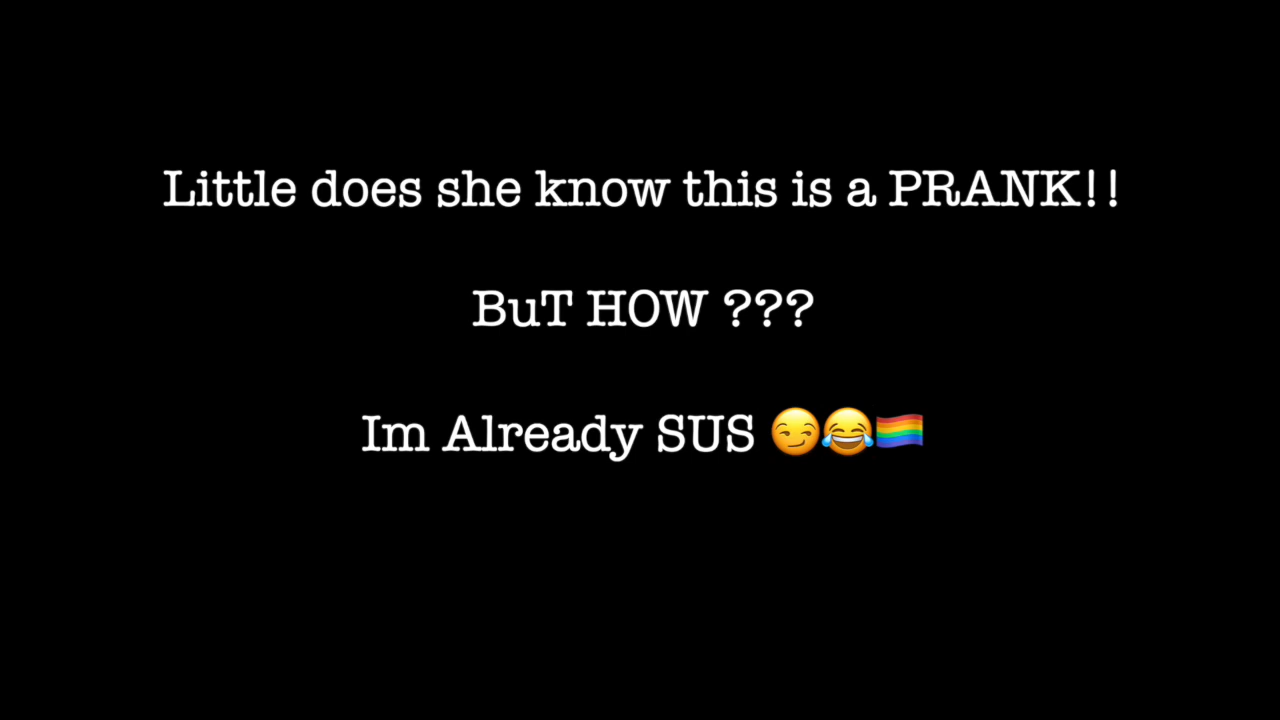 Little does she know this is a PRANK!!
BuT HOW ???
Im Already SUS 😏😂🏳️‍🌈